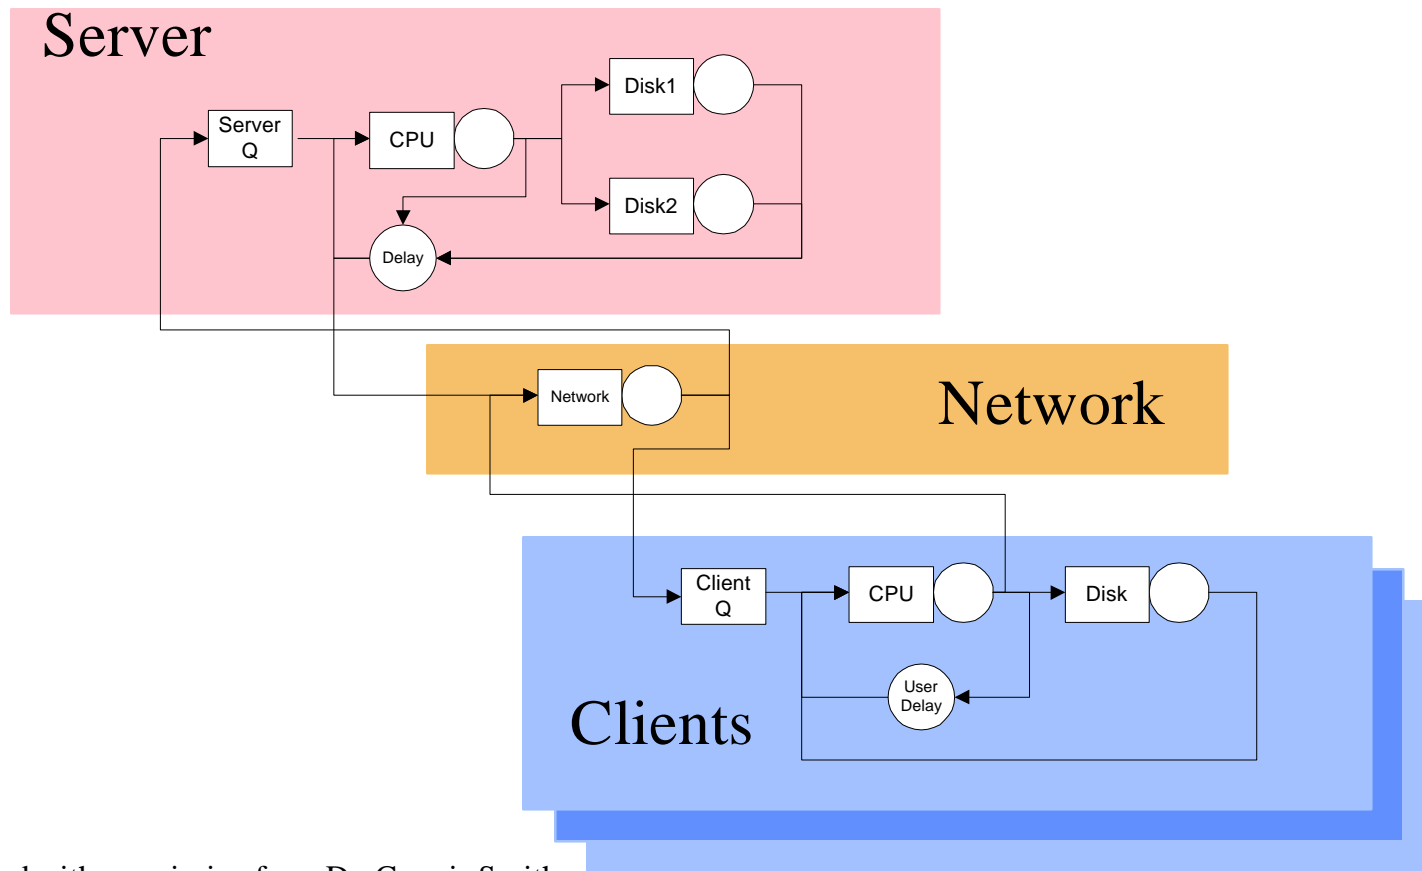 Server
Disk1
Server
Q
CPU
Disk2
Delay
Network
Network
Client
Q
CPU
Disk
User
Delay
Clients